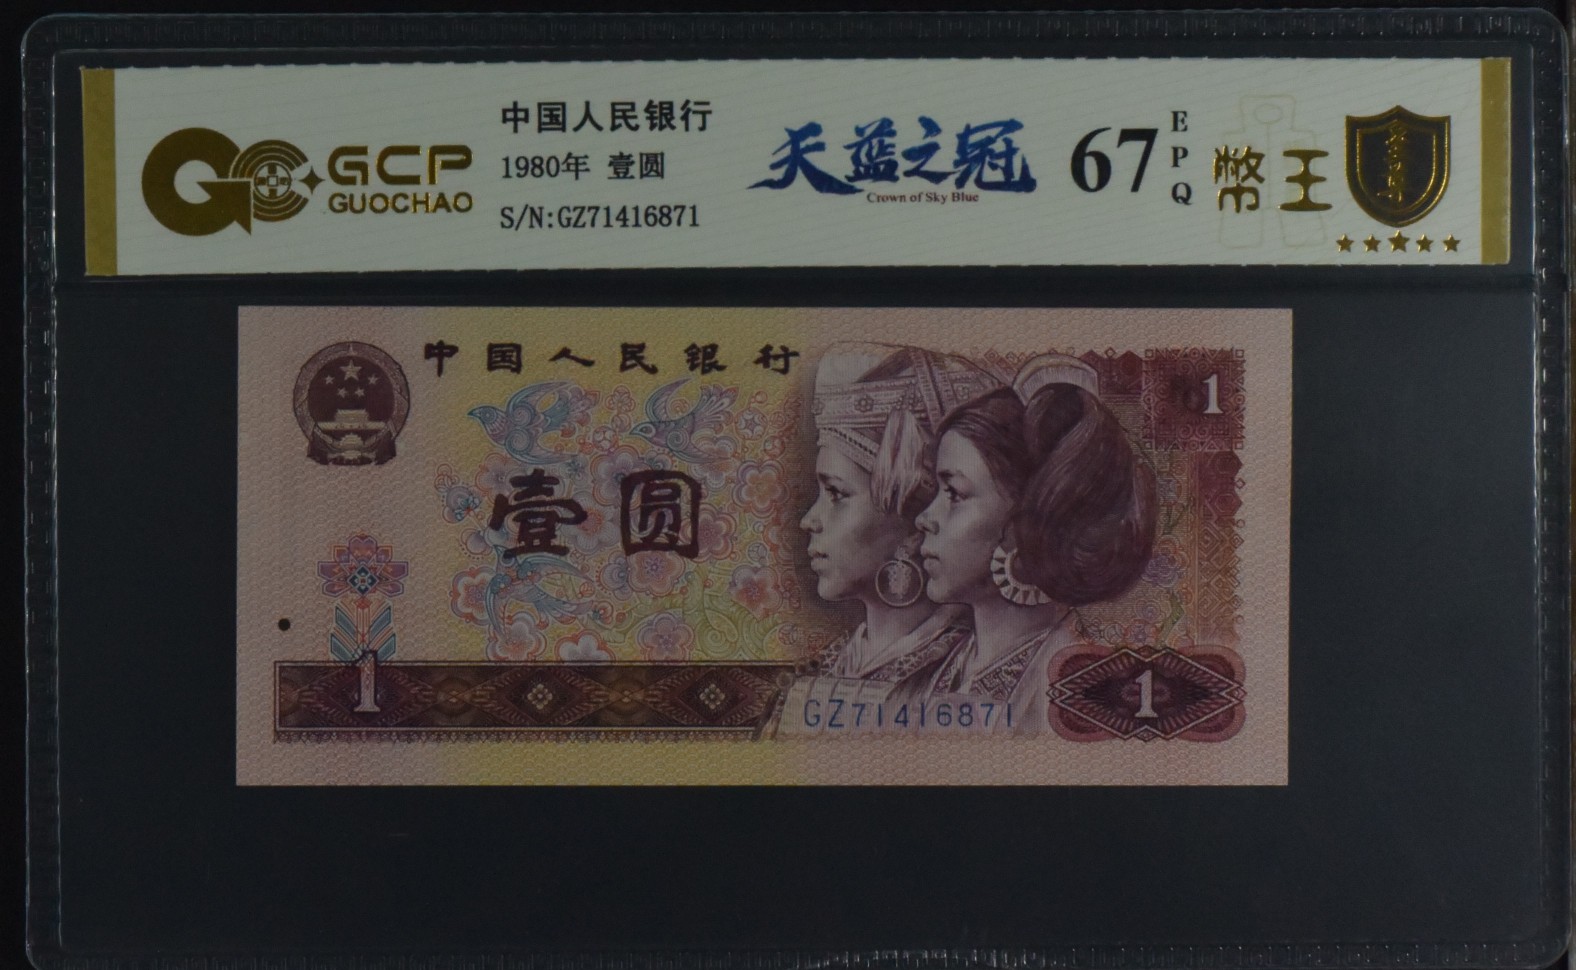 GCP
GUOCHAO
中国人民银行
1980年 壹圆
S/N:GZ71416871
天蓝之冠
Crown of Sky Blue
67
EPQ
王
中国人民银行
1
壹圆
1
GZ71416871
1